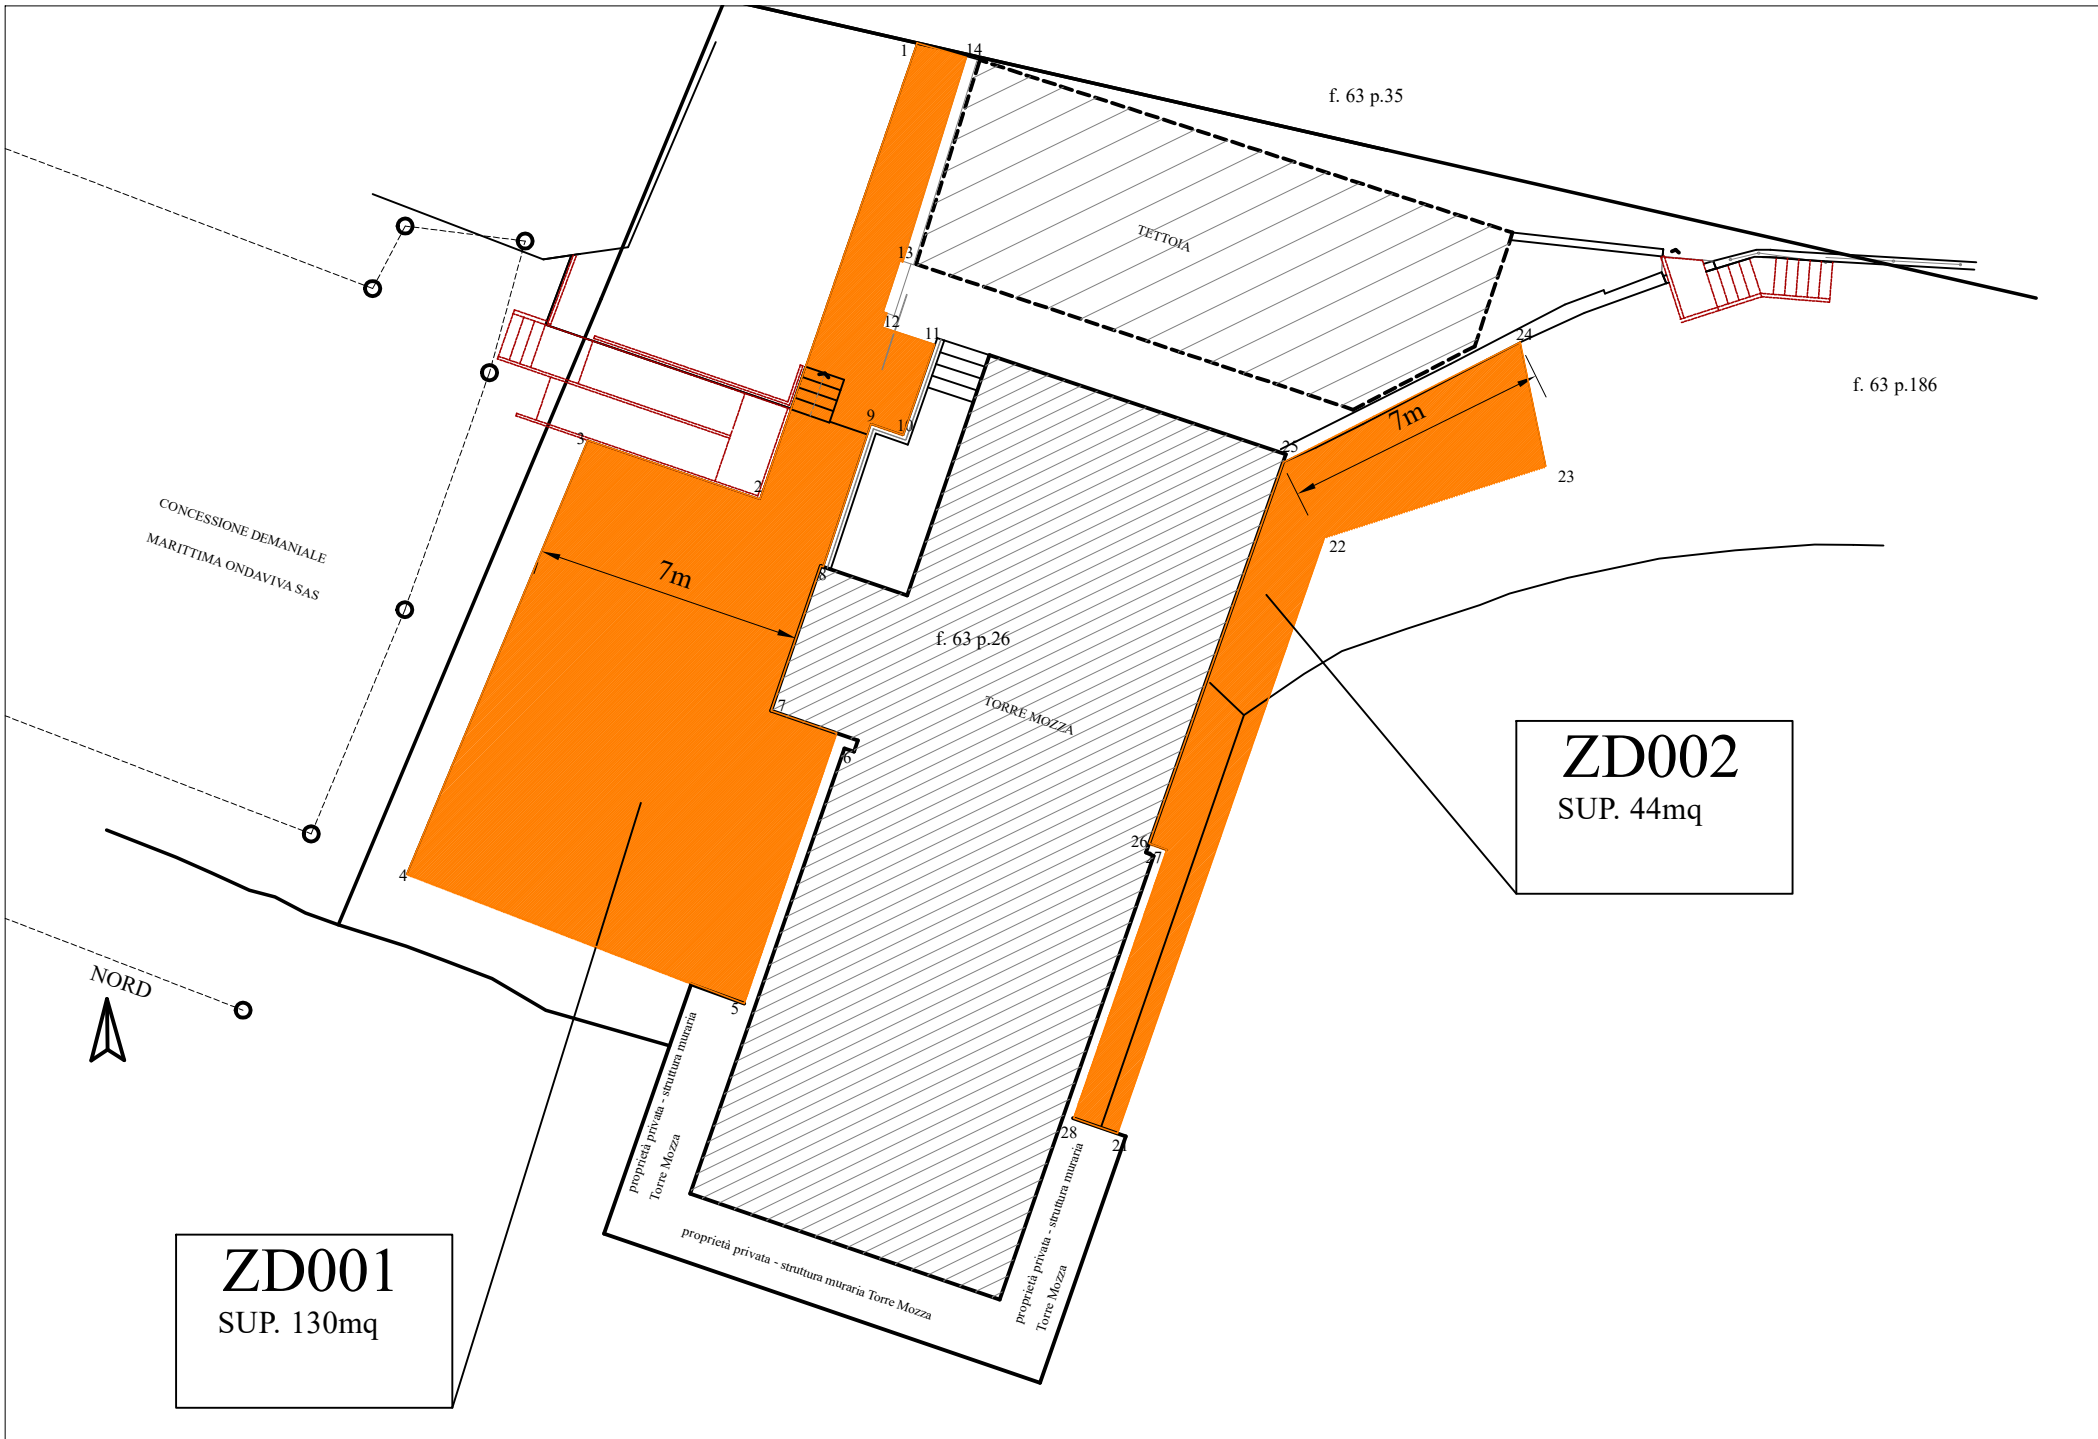 1
14
f. 63 p.35
TETTOIA
13
12
11
24
f. 63 p.186
7m
9
10
3
25
2
23
CONCESSIONE DEMANIALE
MARITTIMA ONDAVIVA SAS
22
7m
8
f. 63 p.26
7
TORRE MOZZA
6
ZD002
SUP. 44mq
26
27
4
NORD
5
28
21
proprietà privata - struttura muraria
Torre Mozza
proprietà privata - struttura muraria Torre Mozza
proprietà privata - struttura muraria
Torre Mozza
ZD001
SUP. 130mq